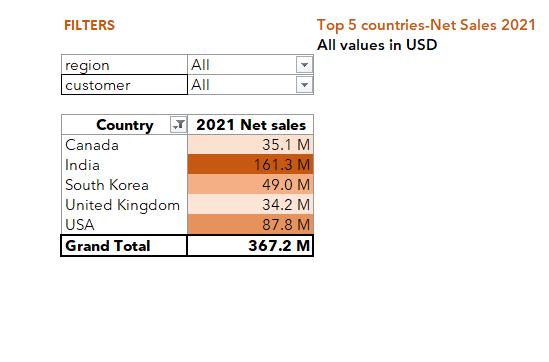 FILTERS Top 5 countries-Net Sales 2021
All values in USD
region All
customer All
Country 2021 Net sales
Canada 35.1 M
India 161.3 M
South Korea 49.0 M
United Kingdom 34.2 M
USA 87.8 M
Grand Total 367.2 M